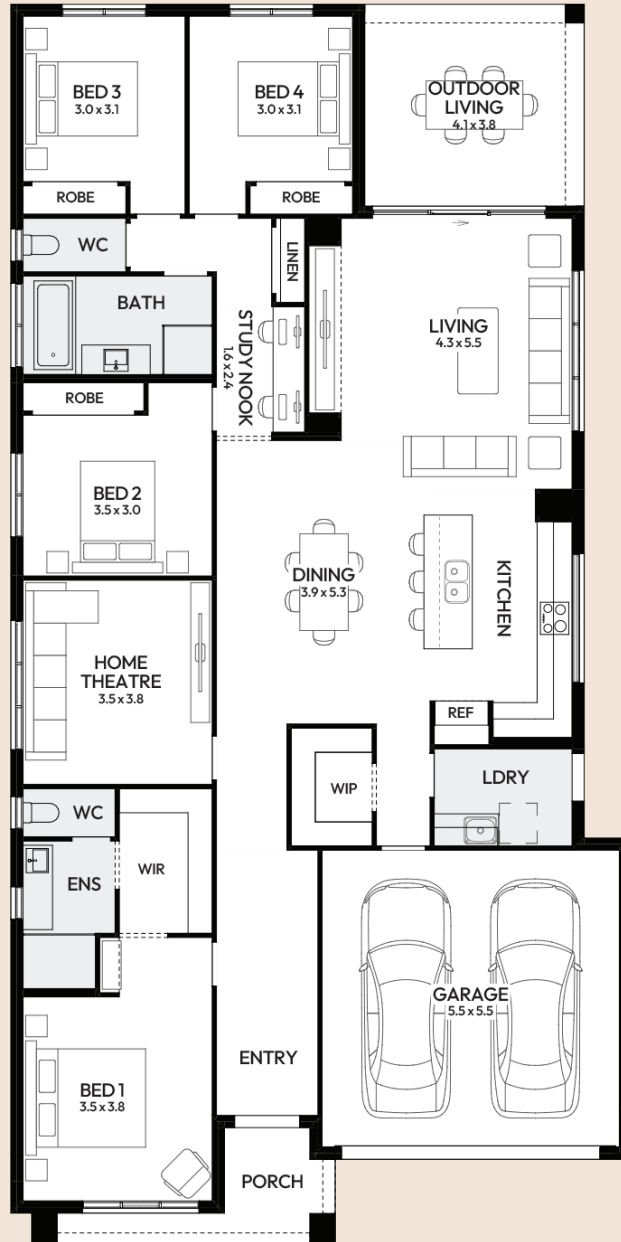 BED 3
3.0 x 3.1
BED 4
3.0 x 3.1
OUTDOOR
LIVING
4.1 x 3.8
ROBE
ROBE
WC
LINEN
BATH
STUDY NOOK
1.6 x 2.4
LIVING
4.3 x 5.5
ROBE
BED 2
3.5 x 3.0
DINING
3.9 x 5.3
KITCHEN
HOME
THEATRE
3.5 x 3.8
REF
WIP
LDRY
WC
WIR
ENS
GARAGE
5.5 x 5.5
ENTRY
BED 1
3.5 x 3.8
PORCH